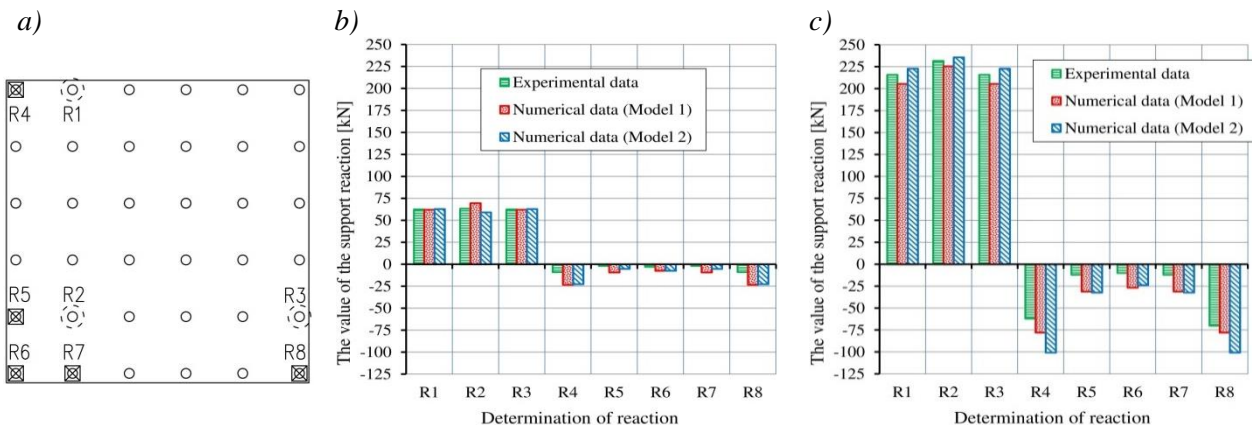 a)
R4 R1
R5 R2 R3
R6 R7 R8
b)
The value of the support reaction [kN]
250
225
200
175
150
125
100
75
50
25
0
-25
-50
-75
-100
-125
Experimental data
Numerical data (Model 1)
Numerical data (Model 2)
R1 R2 R3 R4 R5 R6 R7 R8
Determination of reaction
c)
The value of the support reaction [kN]
250
225
200
175
150
125
100
75
50
25
0
-25
-50
-75
-100
-125
Experimental data
Numerical data (Model 1)
Numerical data (Model 2)
R1 R2 R3 R4 R5 R6 R7 R8
Determination of reaction